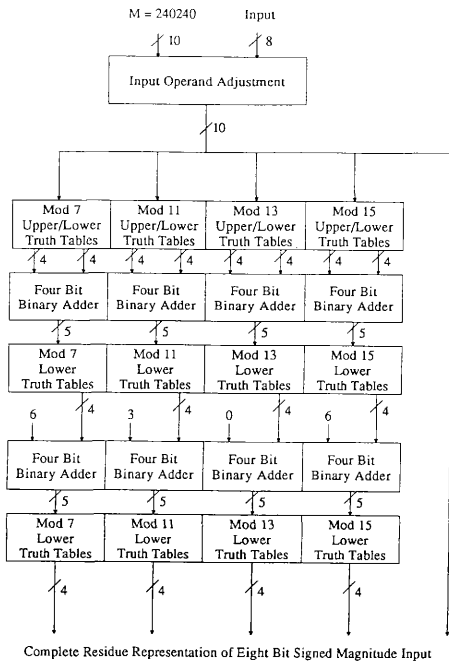 M = 240240 Input
10 8
Input Operand Adjustment
10
Mod 7 Mod 11 Mod 13 Mod 15
Upper/Lower Upper/Lower Upper/Lower Upper/Lower
Truth Tables Truth Tables Truth Tables Truth Tables
4 4 4 4 4 4 4 4
Four Bit Four Bit Four Bit Four Bit
Binary Adder Binary Adder Binary Adder Binary Adder
5 5 5 5
Mod 7 Mod 11 Mod 13 Mod 15
Lower Lower Lower Lower
Truth Tables Truth Tables Truth Tables Truth Tables
6 4 3 4 0 4 6 4
Four Bit Four Bit Four Bit Four Bit
Binary Adder Binary Adder Binary Adder Binary Adder
5 5 5 5
Mod 7 Mod 11 Mod 13 Mod 15
Lower Lower Lower Lower
Truth Tables Truth Tables Truth Tables Truth Tables
4 4 4 4
Complete Residue Representation of Eight Bit Signed Magnitude Input